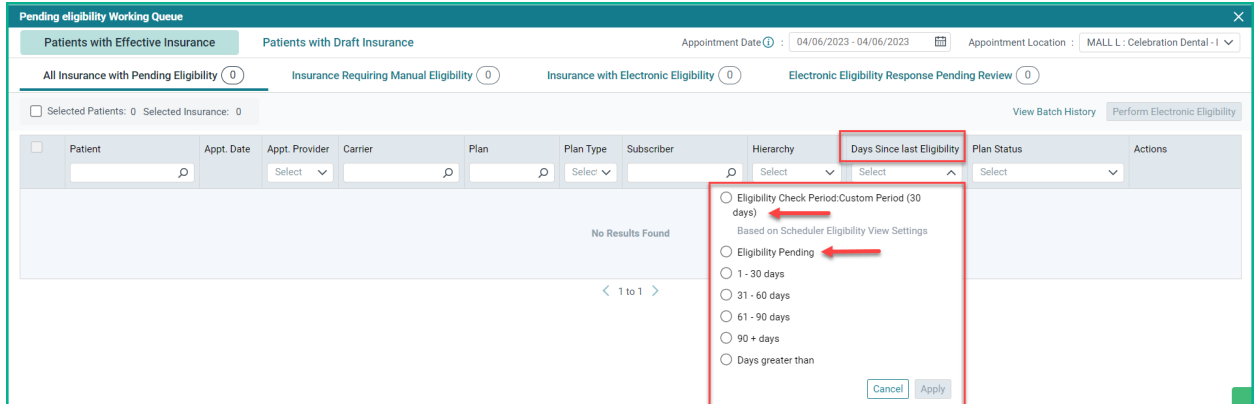 Pending eligibility Working Queue
Patients with Effective Insurance Patients with Draft Insurance Appointment Date : 04/06/2023 - 04/06/2023 Appointment Location : MALL L : Celebration Dental - I
All Insurance with Pending Eligibility 0 Insurance Requiring Manual Eligibility 0 Insurance with Electronic Eligibility 0 Electronic Eligibility Response Pending Review 0
Selected Patients: 0 Selected Insurance: 0 View Batch History Perform Electronic Eligibility
Patient Appt. Date Appt. Provider Carrier Plan Plan Type Subscriber Hierarchy Days Since last Eligibility Plan Status Actions
Select Selec Select Select Select
Eligibility Check Period:Custom Period (30
days)
Based on Scheduler Eligibility View Settings
No Results Found
Eligibility Pending
1 - 30 days
1 to 1
31 - 60 days
61 - 90 days
90 + days
Days greater than
Cancel Apply